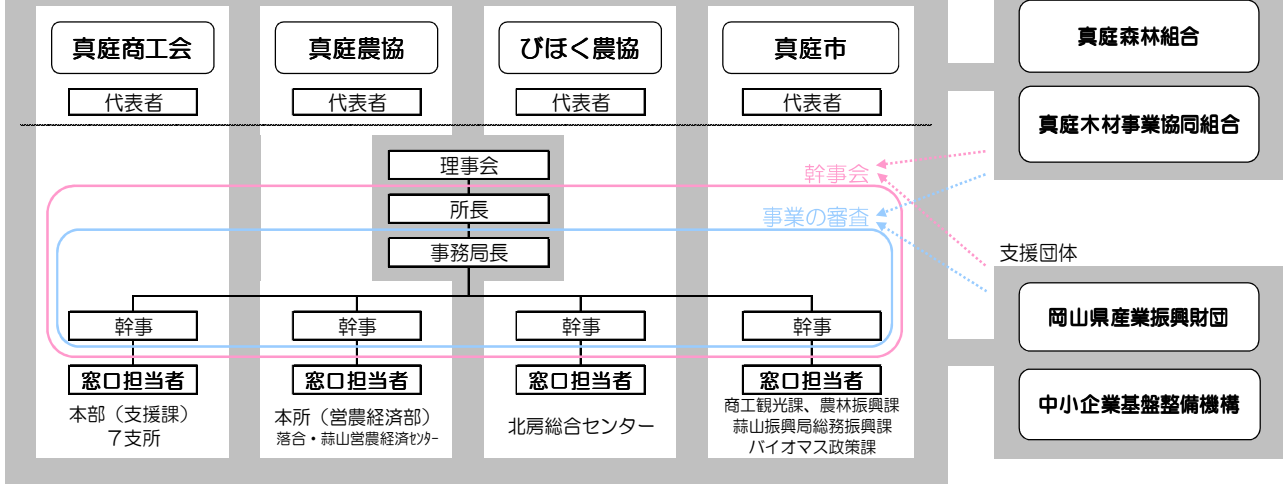 真庭商工会
真庭農協
びほく農協
真庭市
代表者
代表者
代表者
代表者
真庭森林組合
真庭木材事業協同組合
理事会
幹事会
所長
事業の審査
事務局長
支援団体
幹事
幹事
幹事
幹事
岡山県産業振興財団
中小企業基盤整備機構
窓口担当者
窓口担当者
窓口担当者
窓口担当者
本部（支援課）
７支所
本所（営農経済部）
落合・蒜山営農経済ｾﾝﾀｰ
北房総合センター
商工観光課、農林振興課
蒜山振興局総務振興課
バイオマス政策課